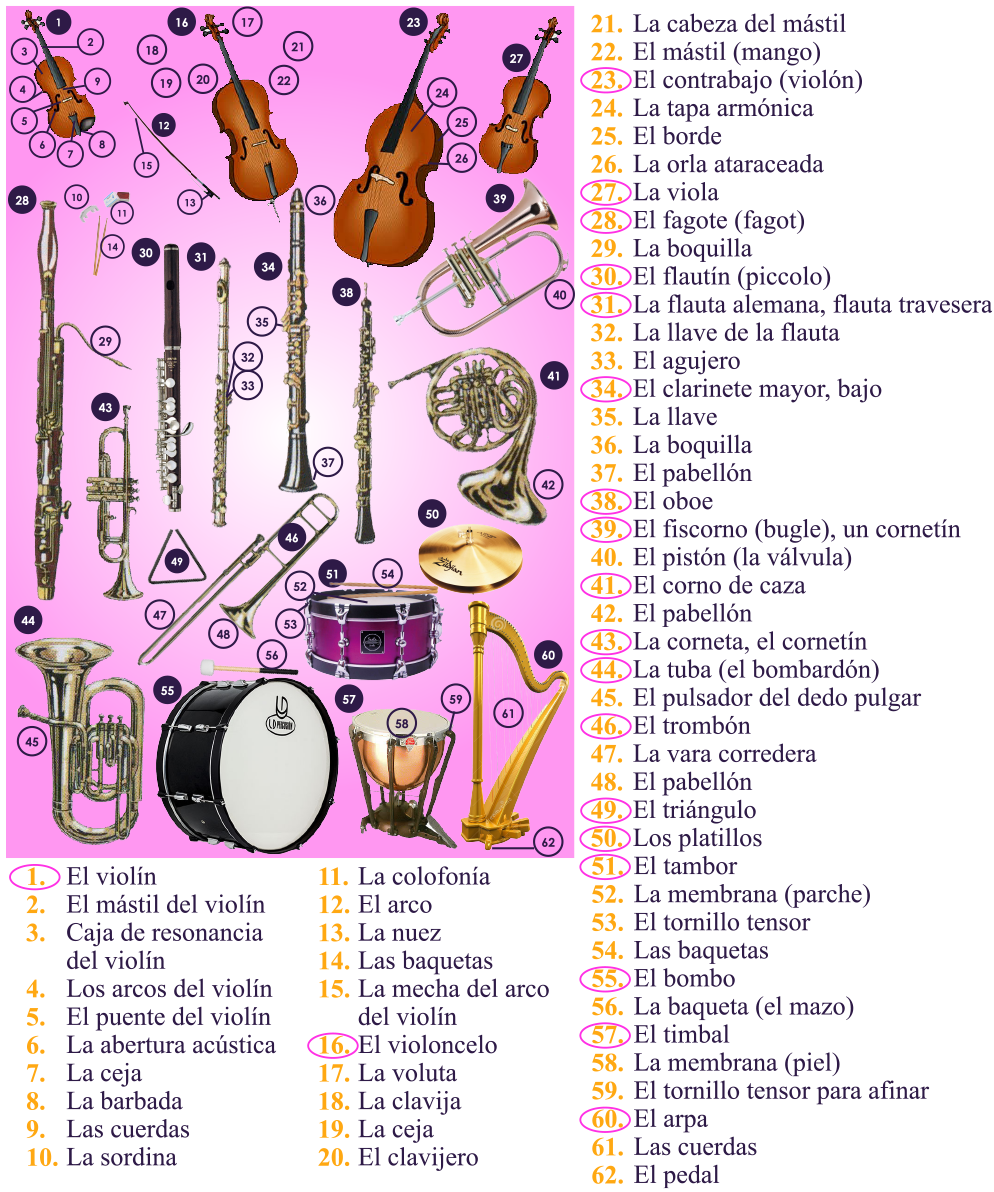 1 16 17 23
2 3 18 21 27
4 9 19 20 22 24
5 12 25
6 7 8 15 26
28 10 11 13 36 39
14 30 31 34 38 40
29 35 32 33 41
43 37 42
49 46 50
Zildjian
51 54 52 53
47 48
44 56 60
55 57 59 58 61
LD PERCUSIÓN
45 62
1. El violín
2. El mástil del violín
3. Caja de resonancia
del violín
4. Los arcos del violín
5. El puente del violín
6. La abertura acústica
7. La ceja
8. La barbada
9. Las cuerdas
10. La sordina
11. La colofonía
12. El arco
13. La nuez
14. Las baquetas
15. La mecha del arco
del violín
16. El violoncelo
17. La voluta
18. La clavija
19. La ceja
20. El clavijero
21. La cabeza del mástil
22. El mástil (mango)
23. El contrabajo (violón)
24. La tapa armónica
25. El borde
26. La orla ataraceada
27. La viola
28. El fagote (fagot)
29. La boquilla
30. El flautín (piccolo)
31. La flauta alemana, flauta travesera
32. La llave de la flauta
33. El agujero
34. El clarinete mayor, bajo
35. La llave
36. La boquilla
37. El pabellón
38. El oboe
39. El fiscorno (bugle), un cornetín
40. El pistón (la válvula)
41. El corno de caza
42. El pabellón
43. La corneta, el cornetín
44. La tuba (el bombardón)
45. El pulsador del dedo pulgar
46. El trombón
47. La vara corredera
48. El pabellón
49. El triángulo
50. Los platillos
51. El tambor
52. La membrana (parche)
53. El tornillo tensor
54. Las baquetas
55. El bombo
56. La baqueta (el mazo)
57. El timbal
58. La membrana (piel)
59. El tornillo tensor para afinar
60. El arpa
61. Las cuerdas
62. El pedal